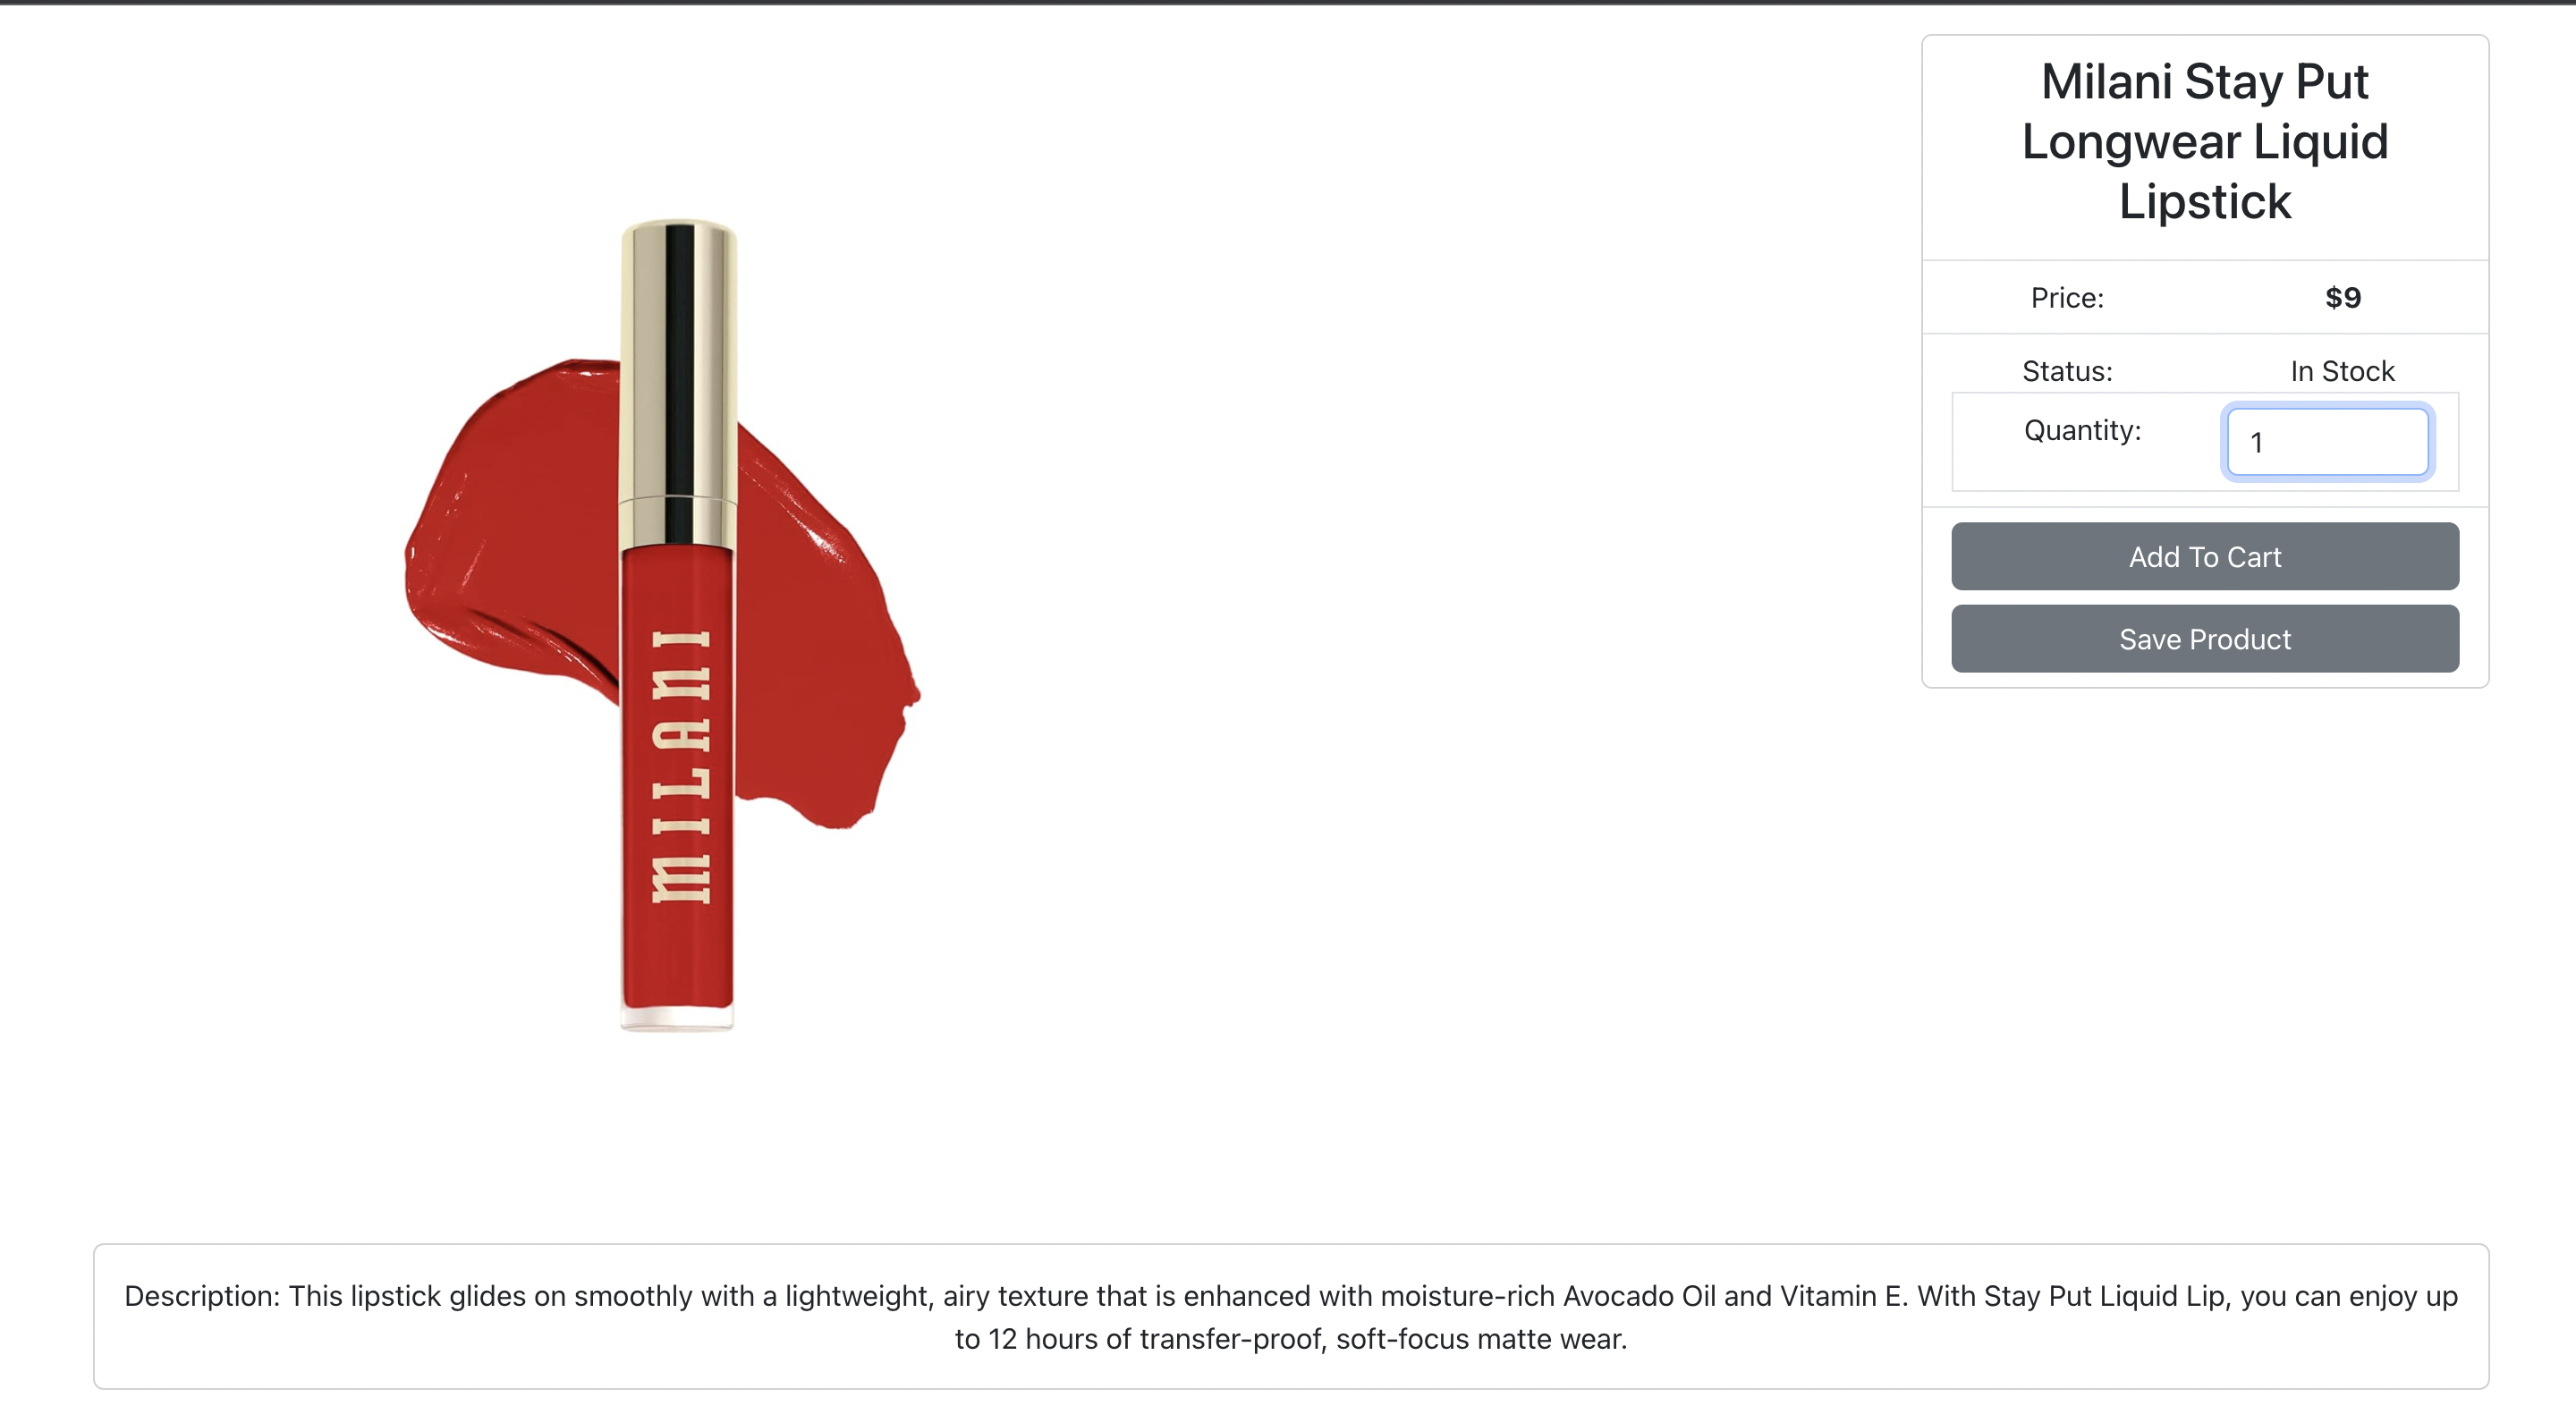 MILANI
Milani Stay Put
Longwear Liquid
Lipstick
Price: $9
Status: In Stock
Quantity: 1
Add To Cart
Save Product
Description: This lipstick glides on smoothly with a lightweight, airy texture that is enhanced with moisture-rich Avocado Oil and Vitamin E. With Stay Put Liquid Lip, you can enjoy up
to 12 hours of transfer-proof, soft-focus matte wear.